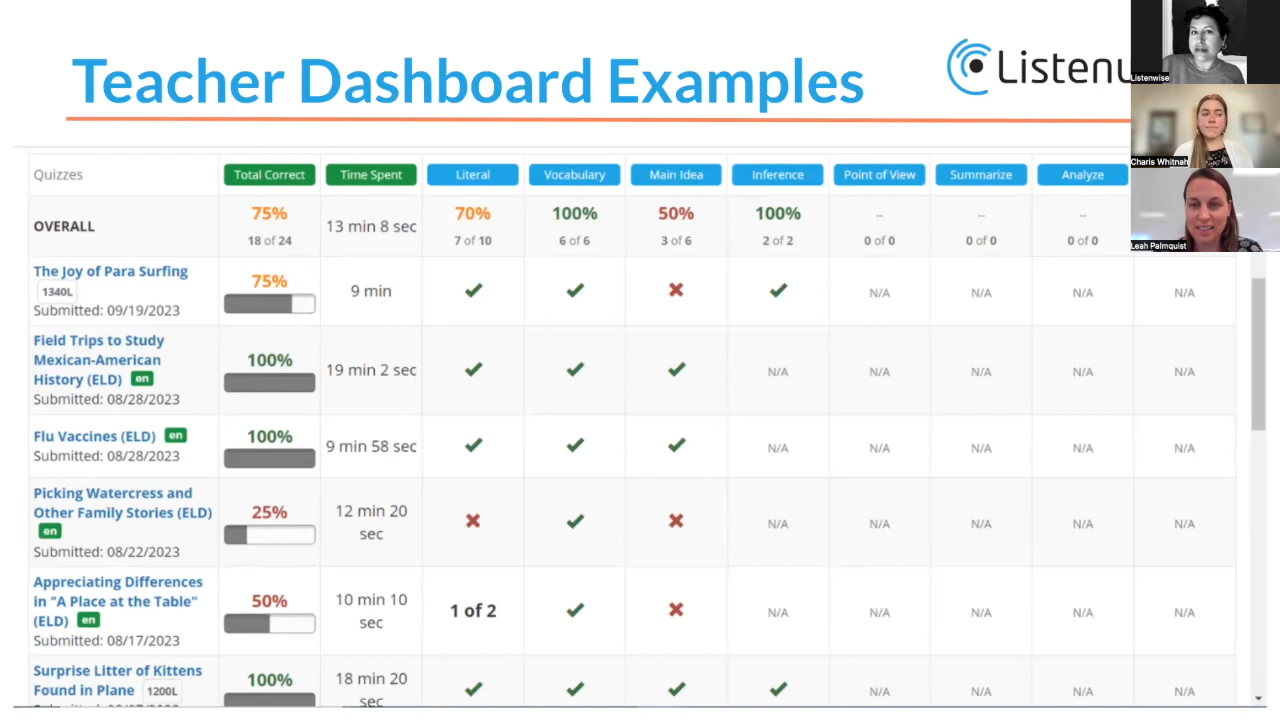 Teacher Dashboard Examples
Listenw
Listenwise
Charis Whitnah
Leah Palmquist
Quizzes
Total Correct
Time Spent
Literal
Vocabulary
Main Idea
Inference
Point of View
Summarize
Analyze
OVERALL
75%
18 of 24
13 min 8 sec
70%
7 of 10
100%
6 of 6
50%
3 of 6
100%
2 of 2
--
0 of 0
--
0 of 0
--
0 of 0
The Joy of Para Surfing
1340L
Submitted: 09/19/2023
75%
9 min
N/A
N/A
N/A
N/A
Field Trips to Study
Mexican-American
History (ELD) en
Submitted: 08/28/2023
100%
19 min 2 sec
N/A
N/A
N/A
N/A
N/A
Flu Vaccines (ELD) en
Submitted: 08/28/2023
100%
9 min 58 sec
N/A
N/A
N/A
N/A
N/A
Picking Watercress and
Other Family Stories (ELD)
en
Submitted: 08/22/2023
25%
12 min 20
sec
N/A
N/A
N/A
N/A
N/A
Appreciating Differences
in "A Place at the Table"
(ELD) en
Submitted: 08/17/2023
50%
10 min 10
sec
1 of 2
N/A
N/A
N/A
N/A
N/A
Surprise Litter of Kittens
Found in Plane 1200L
100%
18 min 20
sec
N/A
N/A
N/A
N/A